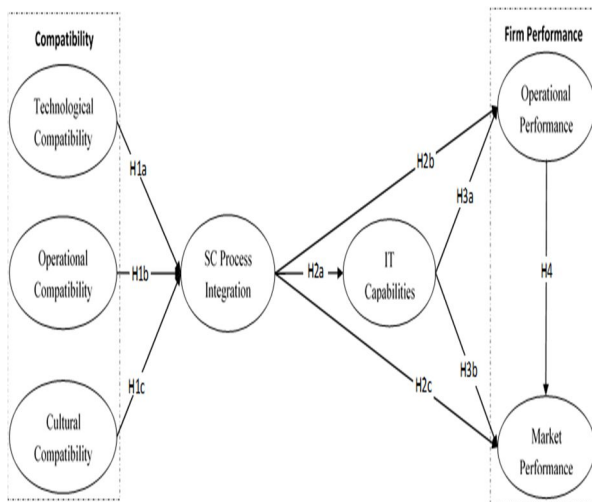 Compatibility
Firm Performance
Technological
Compatibility
Operational
Performance
H1a
H2b
H3a
Operational
Compatibility
H1b
SC Process
Integration
H2a
IT
Capabilities
H4
H1c
H2c
H3b
Cultural
Compatibility
Market
Performance